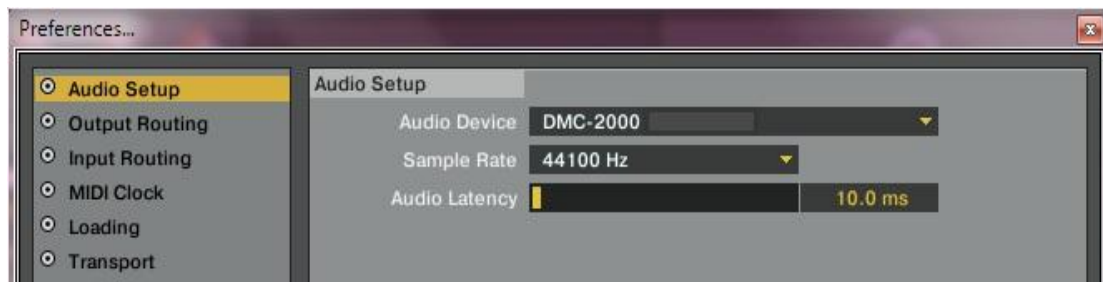 Preferences...
Audio Setup
Output Routing
Input Routing
MIDI Clock
Loading
Transport
Audio Setup
Audio Device DMC-2000
Sample Rate 44100 Hz
Audio Latency 10.0 ms